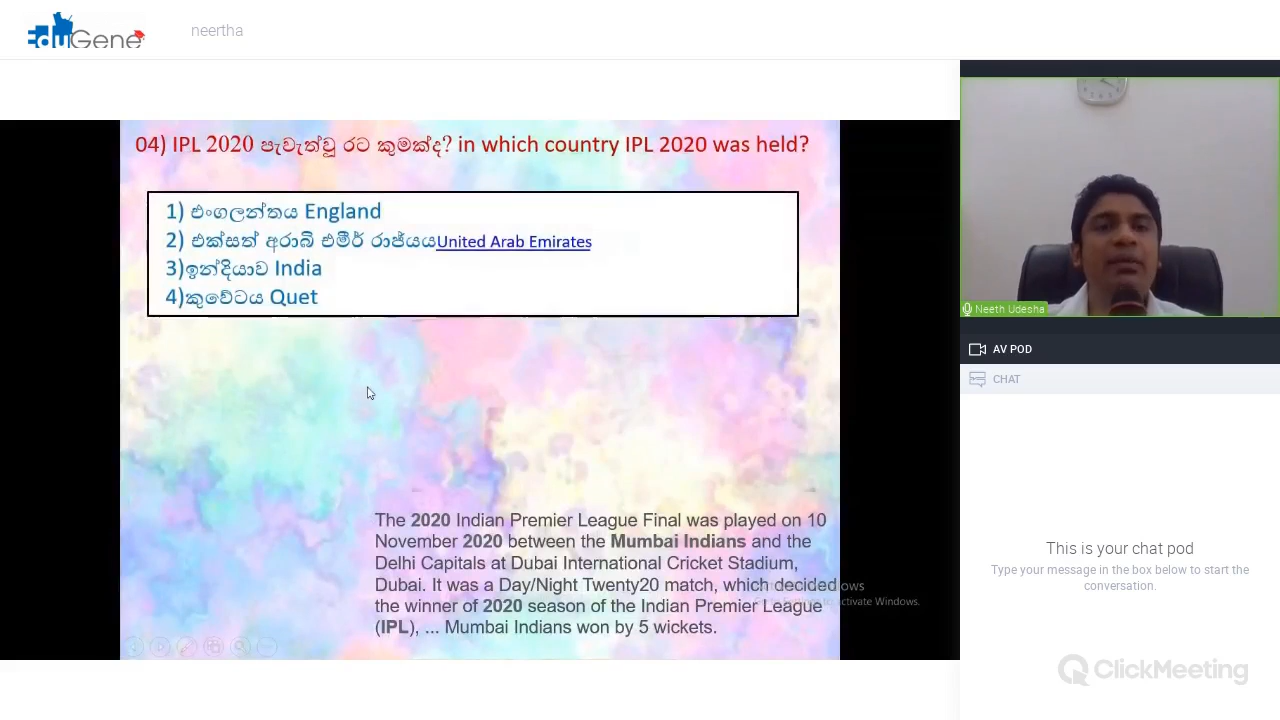 EduGene
neertha
04) IPL 2020 පැවැත්වූ රට කුමක්ද? in which country IPL 2020 was held?
1) එංගලන්තය England
2) එක්සත් අරාබි එමීර් රාජ්යයUnited Arab Emirates
3)ඉන්දියාව India
4)කුවේටය Quet
The 2020 Indian Premier League Final was played on 10
November 2020 between the Mumbai Indians and the
Delhi Capitals at Dubai International Cricket Stadium,
Dubai. It was a Day/Night Twenty20 match, which decided
the winner of 2020 season of the Indian Premier League
(IPL), ... Mumbai Indians won by 5 wickets.
Neeth Udesha
AV POD
CHAT
This is your chat pod
Type your message in the box below to start the
conversation.
ClickMeeting